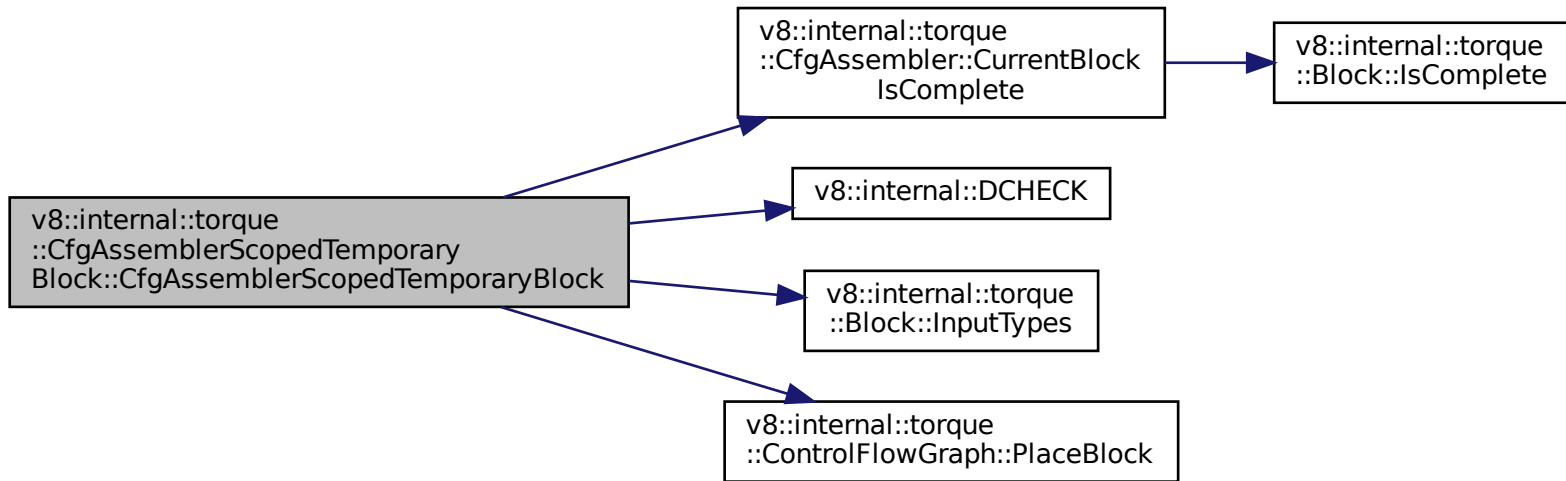 v8::internal::torque
::CfgAssemblerScopedTemporary
Block::CfgAssemblerScopedTemporaryBlock
v8::internal::torque
::CfgAssembler::CurrentBlock
IsComplete
v8::internal::torque
::Block::IsComplete
v8::internal::DCHECK
v8::internal::torque
::Block::InputTypes
v8::internal::torque
::ControlFlowGraph::PlaceBlock